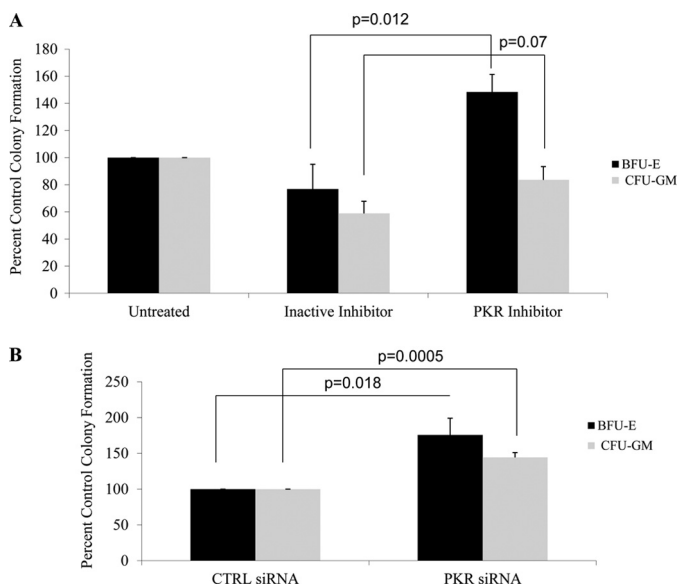 A
p=0.012
p=0.07
Percent Control Colony Formation
180
160
140
120
100
80
60
40
20
0
BFU-E
CFU-GM
Untreated
Inactive Inhibitor
PKR Inhibitor
B
p=0.0005
p=0.018
Percent Control Colony Formation
250
200
150
100
50
0
BFU-E
CFU-GM
CTRL siRNA
PKR siRNA